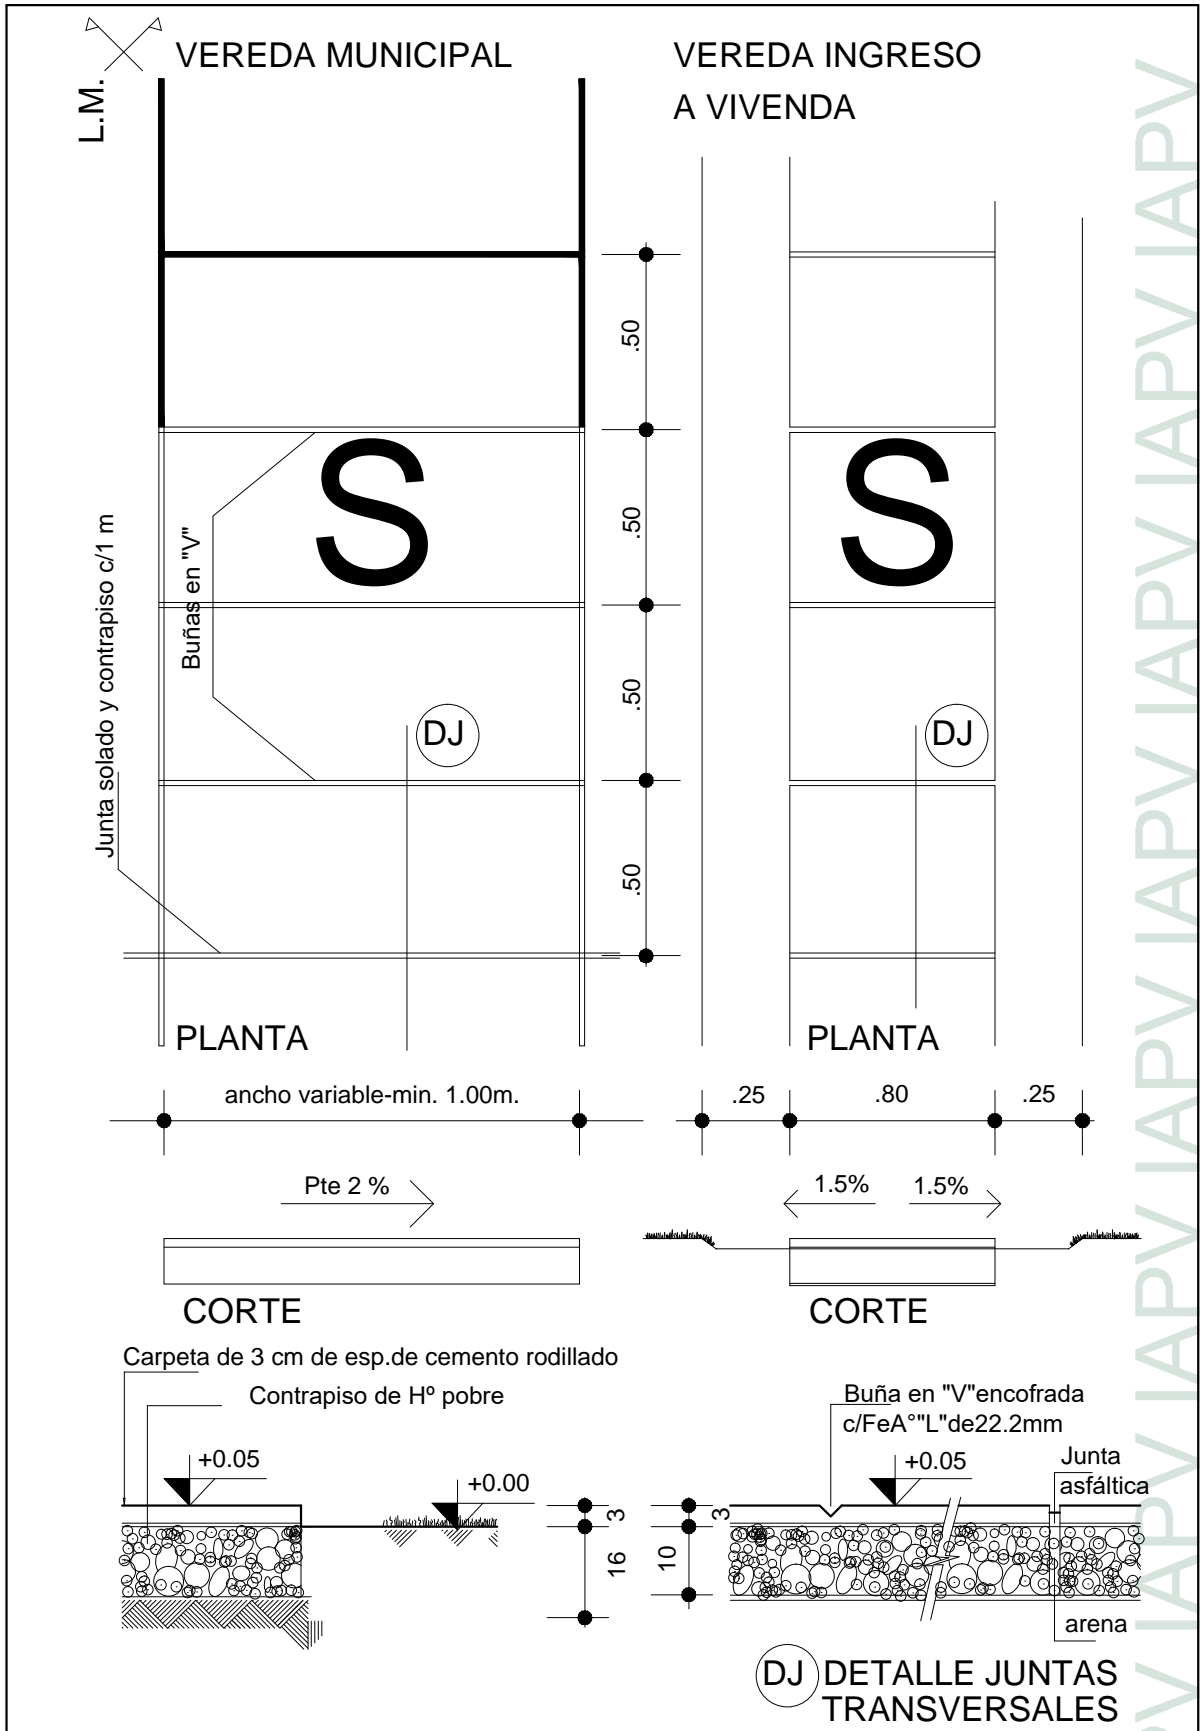 VEREDA MUNICIPAL
VEREDA INGRESO
A VIVENDA
L.M.
.50
S
S
.50
Buñas en "V"
Junta solado y contrapiso c/1 m
.50
DJ
DJ
.50
PLANTA
PLANTA
ancho variable-min. 1.00m.
.25
.80
.25
Pte 2 %
1.5%
1.5%
CORTE
CORTE
Carpeta de 3 cm de esp.de cemento rodillado
Contrapiso de Hº pobre
+0.05
+0.00
3
16
Buña en "V"encofrada
c/FeA°"L"de22.2mm
+0.05
Junta
asfáltica
3
10
arena
DJ DETALLE JUNTAS
TRANSVERSALES
IAPV IAPV IAPV IAPV IAPV IAPV IAPV